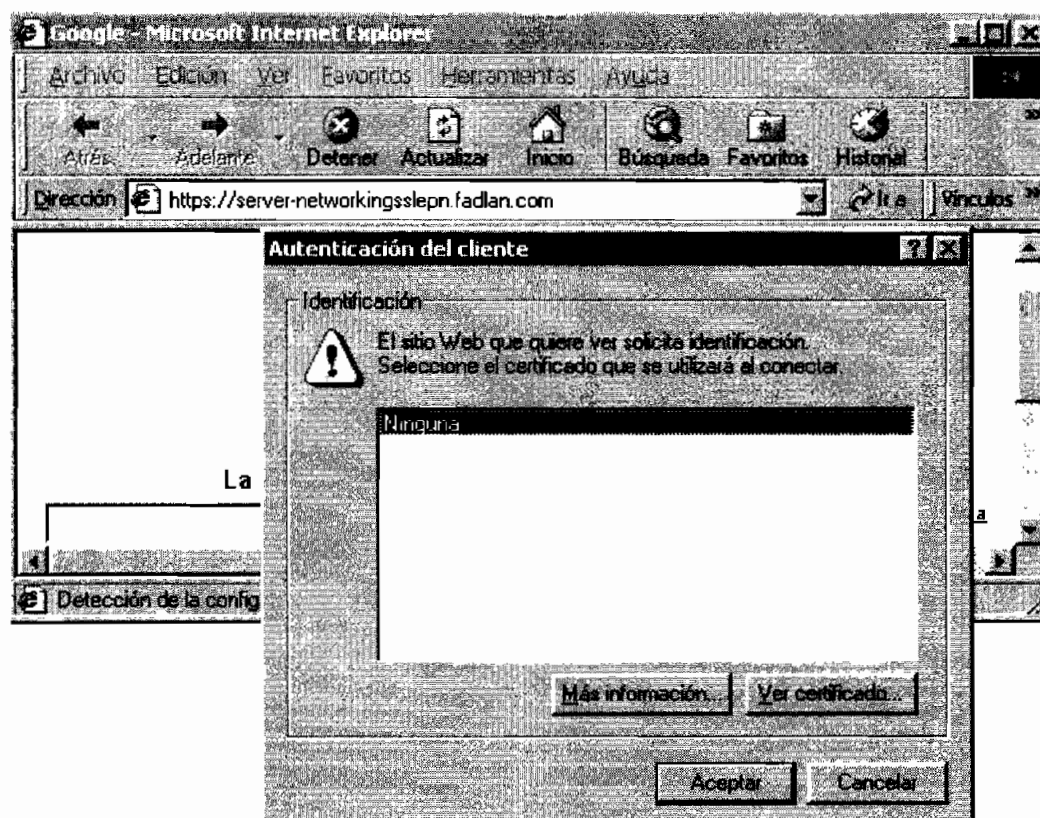 Google - Microsoft Internet Explorer
Archivo Edición Ver Favoritos Herramientas Ayuda
Atrás Adelante Detener Actualizar Inicio Búsqueda Favoritos Historial
Dirección https://server-networkingsslepn.fadlan.com Ir a Vínculos
Autenticación del cliente
Identificación
El sitio Web que quiere ver solicita identificación.
Seleccione el certificado que se utilizará al conectar.
Ninguna
La
a
Detección de la config
Más información... Ver certificado...
Aceptar Cancelar